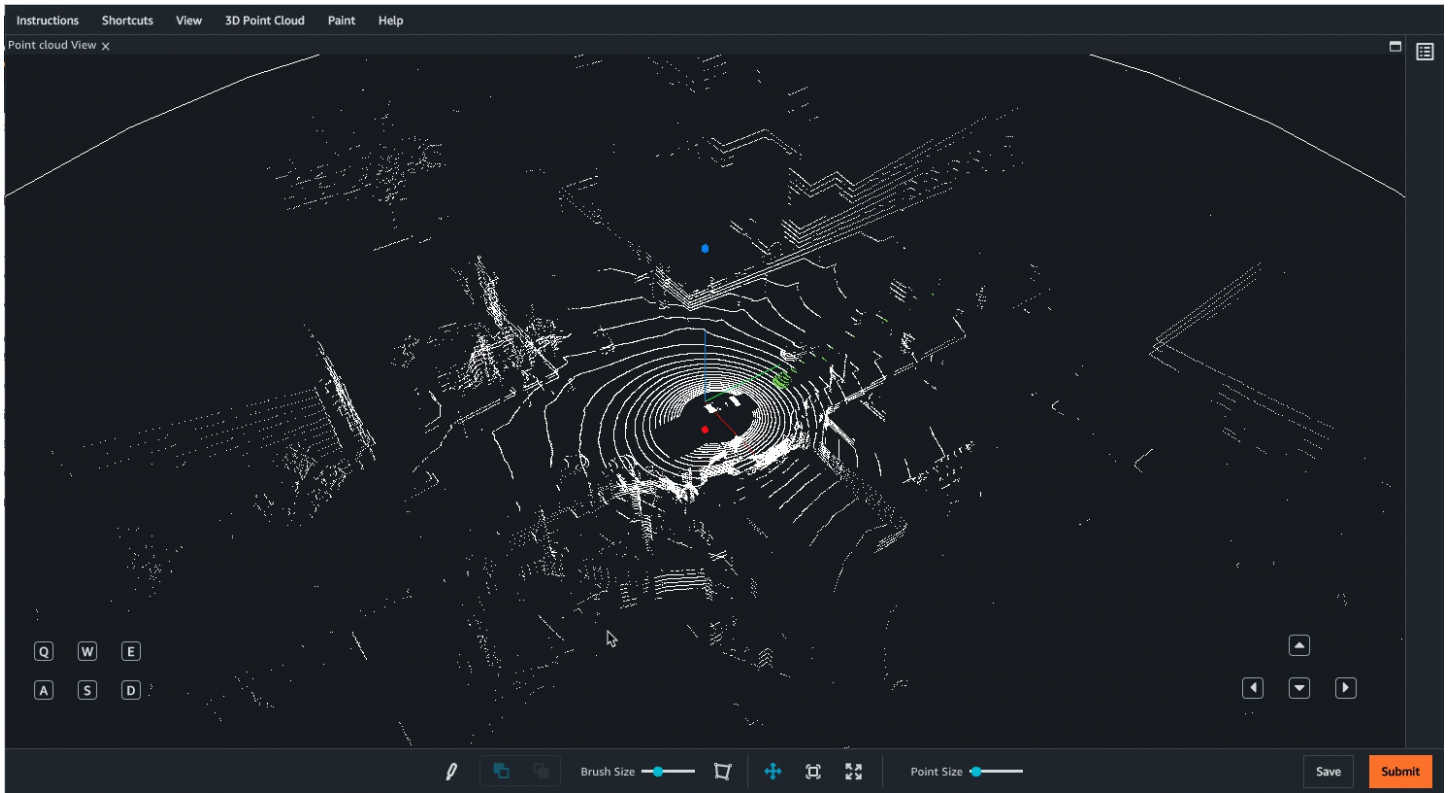 Instructions Shortcuts View 3D Point Cloud Paint Help
Point cloud View
Q W E
A S D
Brush Size Point Size Save Submit